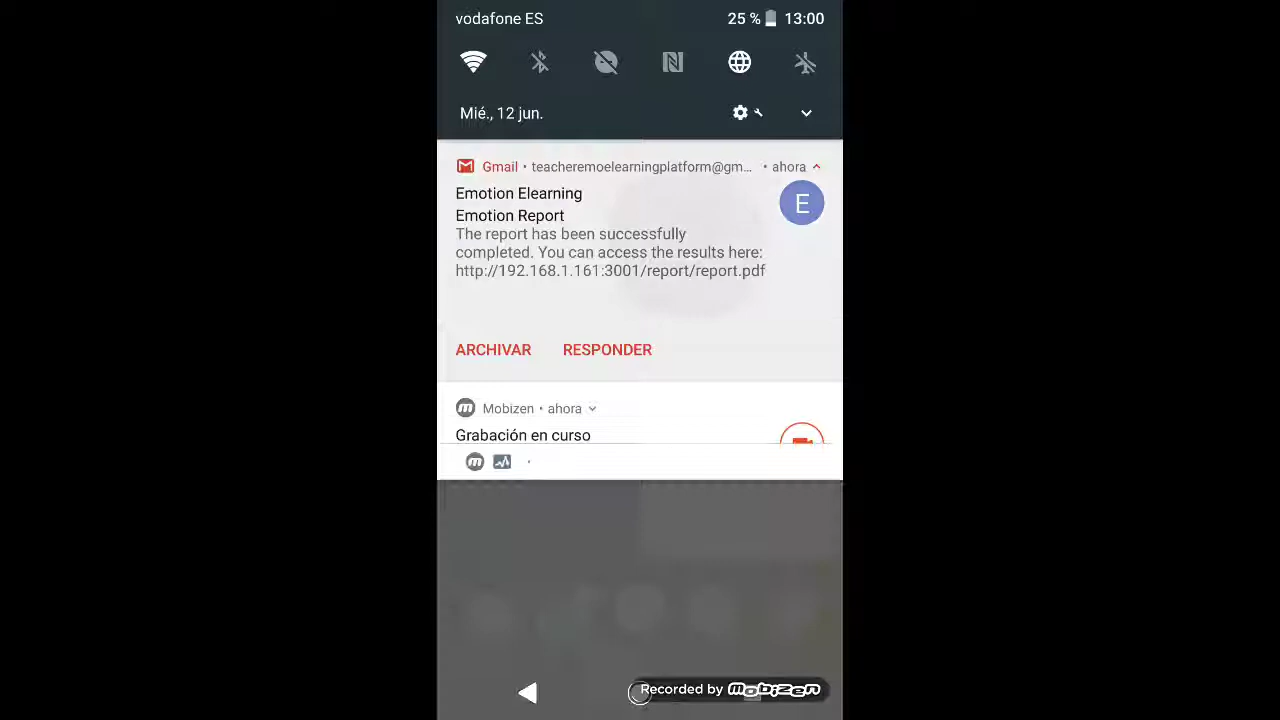 vodafone ES
25 % 13:00
Mié., 12 jun.
Gmail • teacheremoelearningplatform@gm... • ahora
Emotion Elearning
E
Emotion Report
The report has been successfully
completed. You can access the results here:
http://192.168.1.161:3001/report/report.pdf
ARCHIVAR RESPONDER
m Mobizen • ahora
Grabación en curso
m
Recorded by mobizen